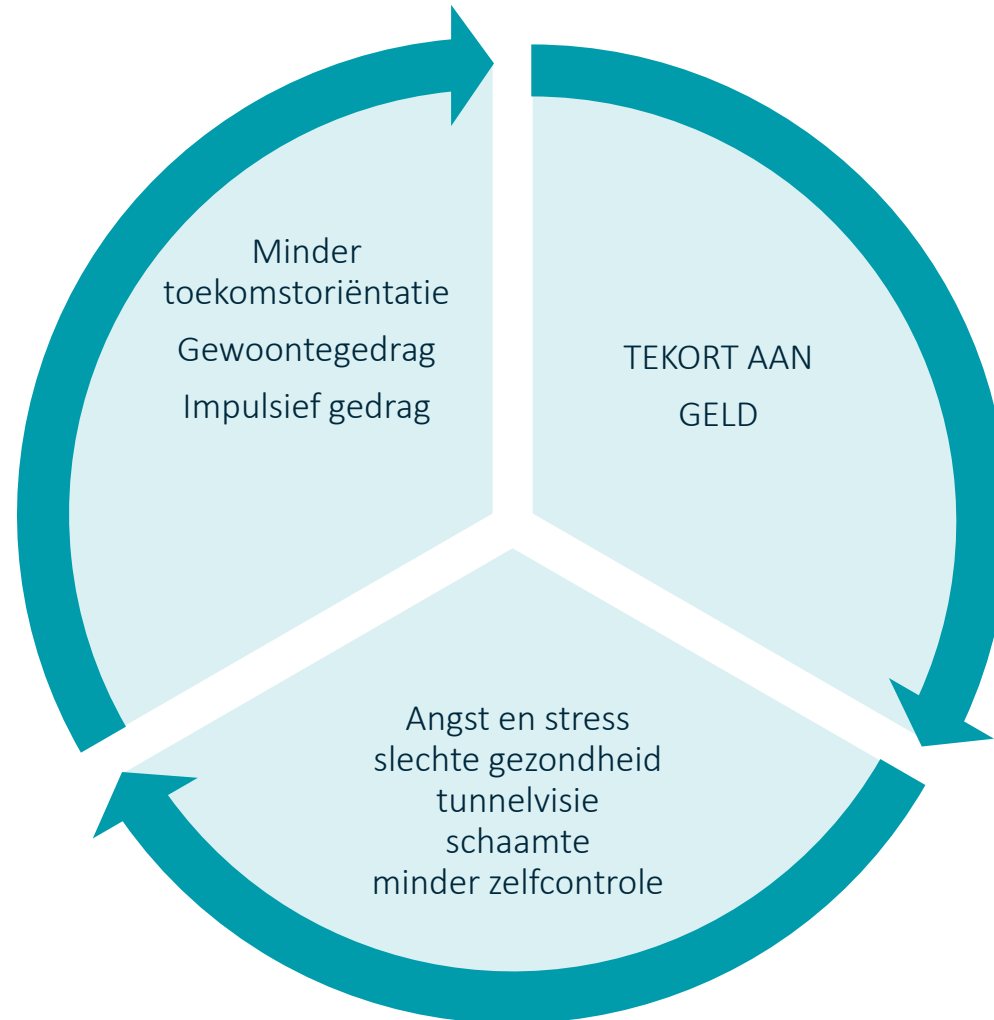 Minder
toekomstoriëntatie
Gewoontegedrag
Impulsief gedrag
TEKORT AAN
GELD
Angst en stress
slechte gezondheid
tunnelvisie
schaamte
minder zelfcontrole